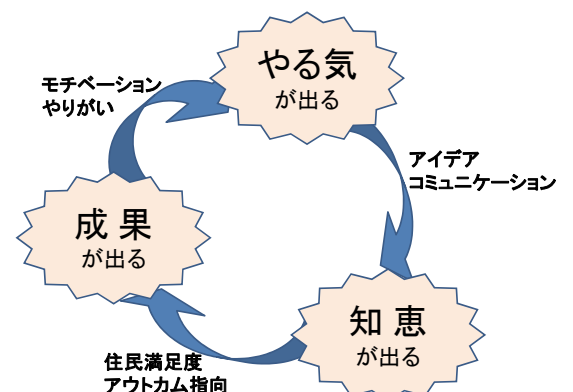 やる気
が出る
モチベーション
やりがい
アイデア
コミュニケーション
成 果
が出る
知 恵
が出る
住民満足度
アウトカム指向